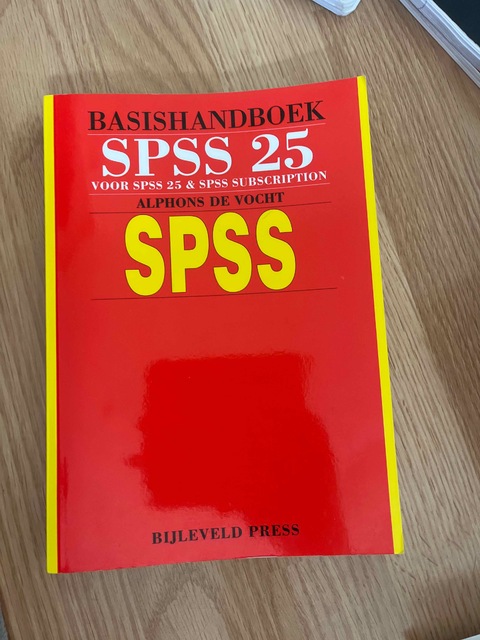 BASISHANDBOEK
SPSS 25
VOOR SPSS 25 & SPSS SUBSCRIPTION
ALPHONS DE VOCHT
SPSS
BIJLEVELD PRESS